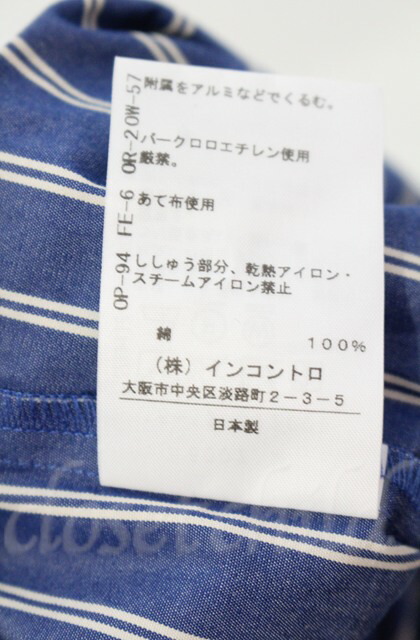 附属をアルミなどでくるむ。
パークロロエチレン使用
厳禁。
あて布使用
ししゅう部分、乾熱アイロン・
スチームアイロン禁止
綿 100%
(株) インコントロ
大阪市中央区淡路町2-3-5
日本製
OP-94 FE-6 OR-20W-57
closet child